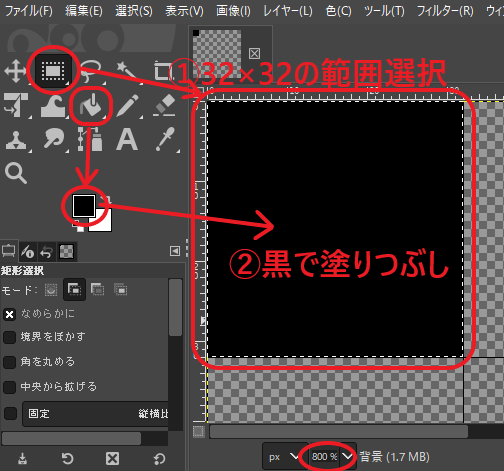 ァイル(F) 編集(E) 選択(S) 表示(V) 画像(I) レイヤー(L) 色(C) ツール(T) フィルター(R) ウィ
①32×32の範囲選択
②黒で塗りつぶし
矩形選択
モード:
なめらかに
境界をぼかす
角を丸める
中央から拡げる
固定 縦横比
px 800 % 背景 (1.7 MB)